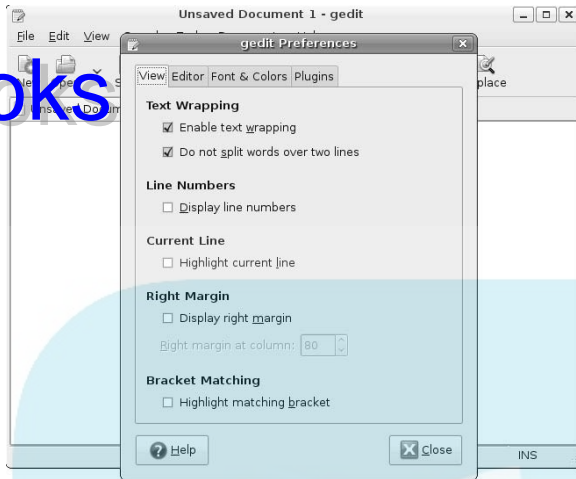 Unsaved Document 1 - gedit
File Edit View
gedit Preferences
oks
place
View Editor Font & Colors Plugins
Text Wrapping
Enable text wrapping
Do not split words over two lines
Line Numbers
Display line numbers
Current Line
Highlight current line
Right Margin
Display right margin
Right margin at column: 80
Bracket Matching
Highlight matching bracket
Help Close
INS